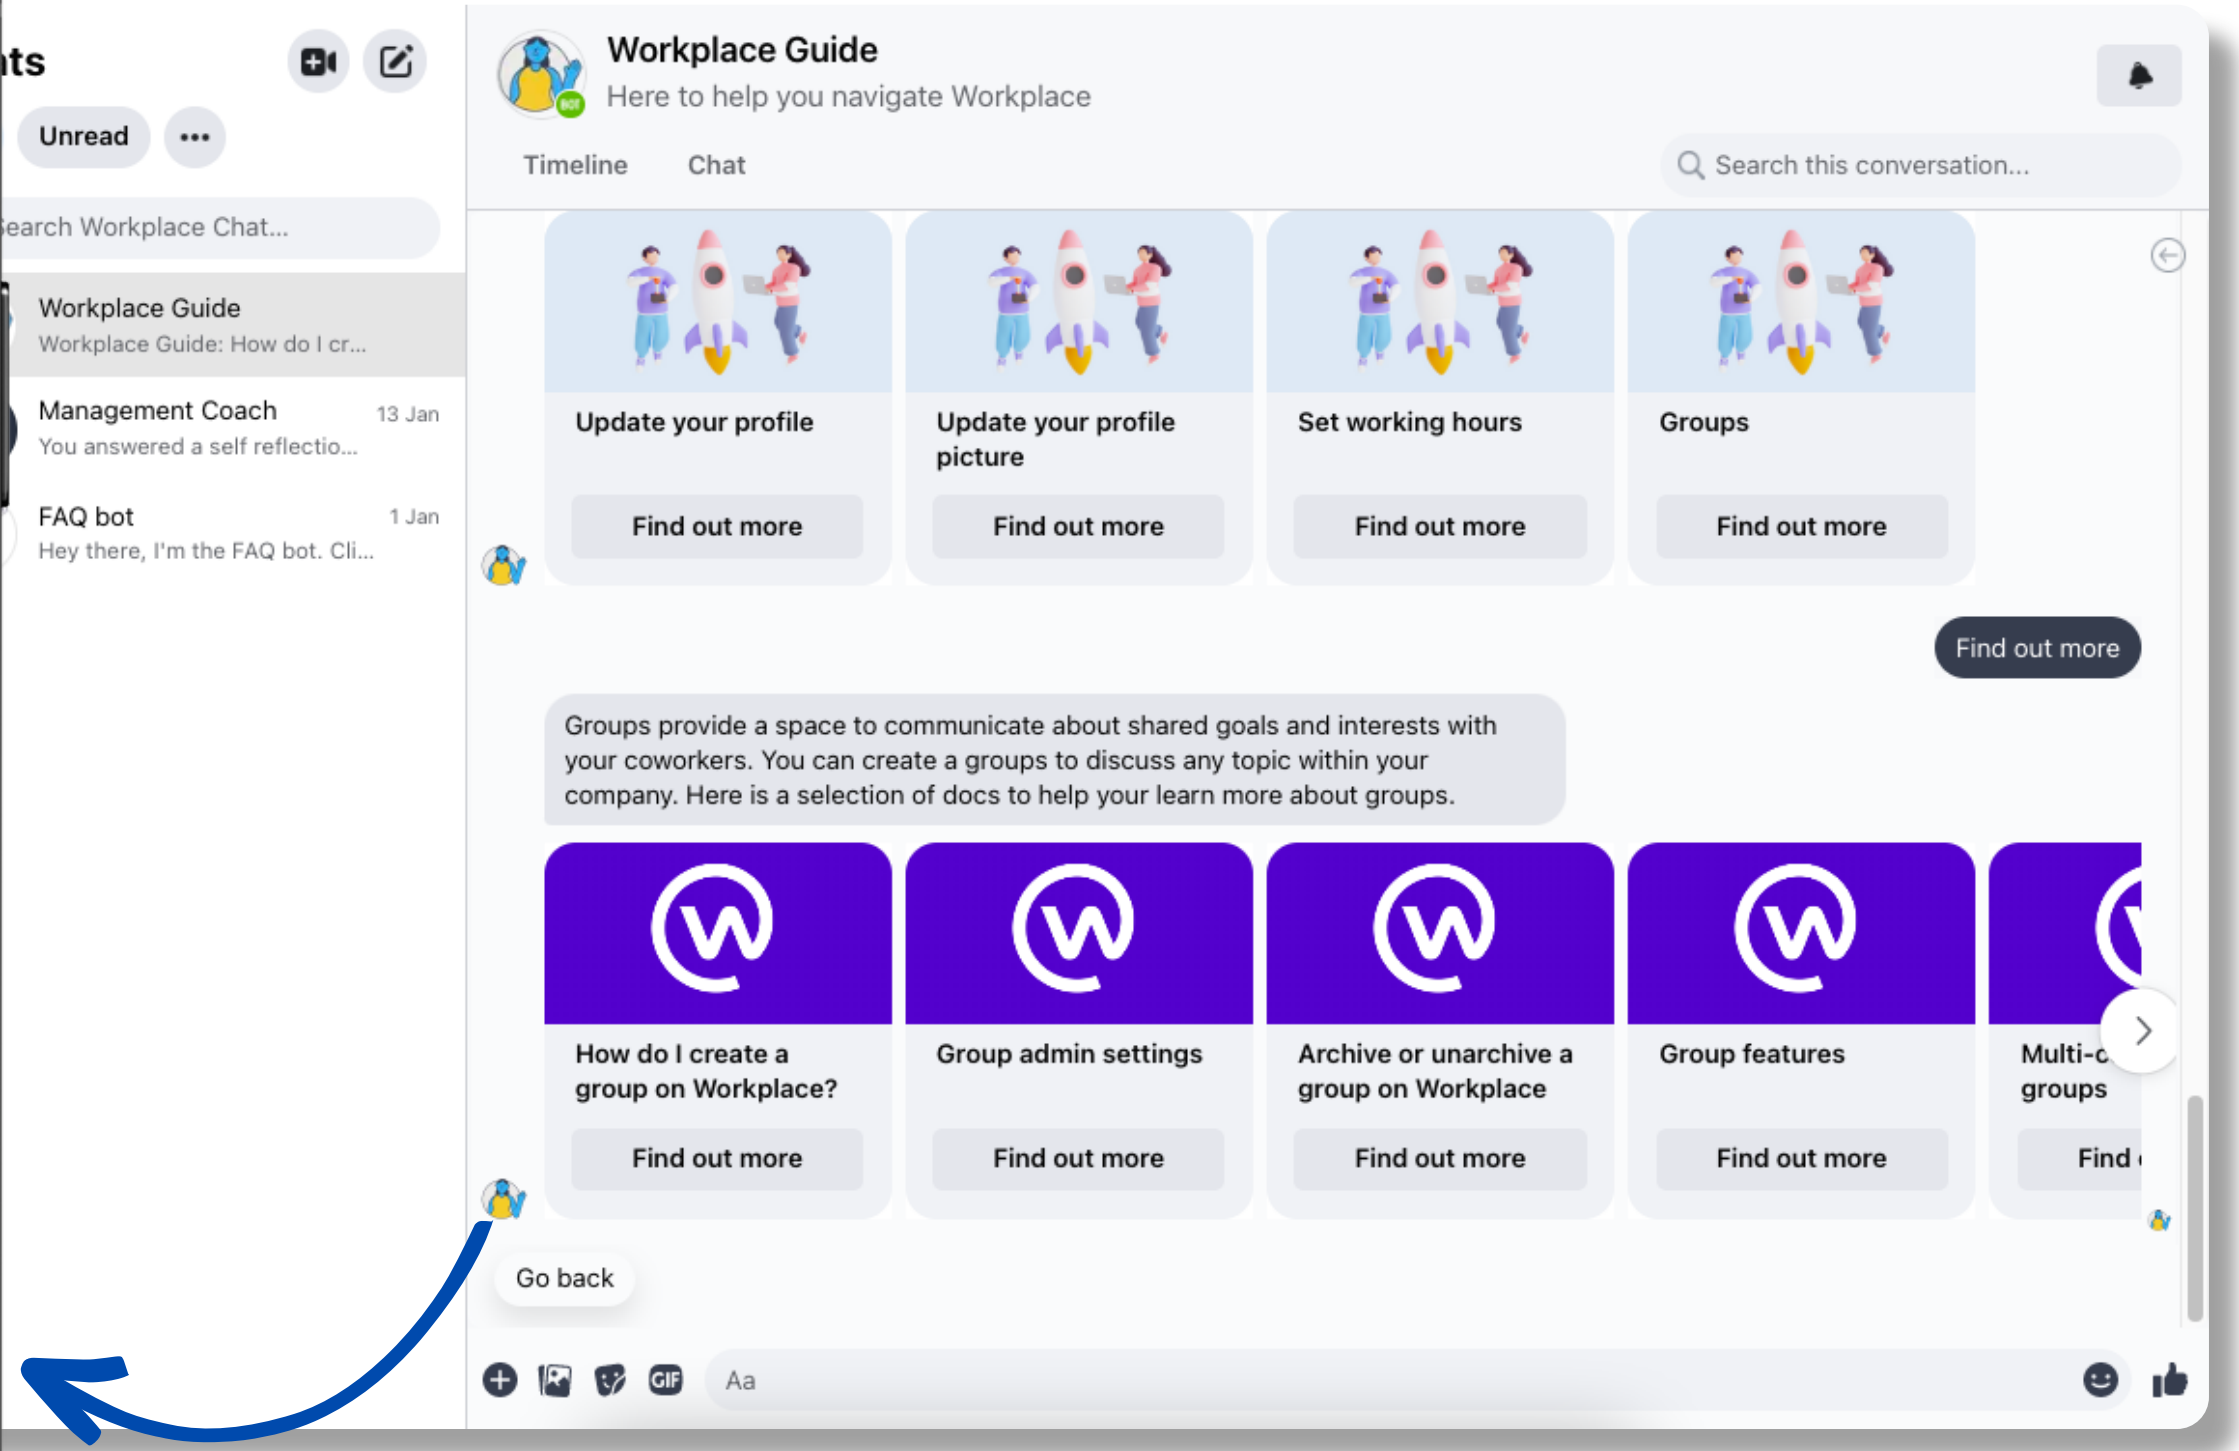 Unread
Workplace Guide
Workplace Guide: How do I cr...
Management Coach
13 Jan
You answered a self reflectio...
FAQ bot
1 Jan
Hey there, I'm the FAQ bot. Cli...
Workplace Chat...
Workplace Guide
BOT
Here to help you navigate Workplace
Timeline
Chat
Search this conversation...
Update your profile
Find out more
Update your profile
picture
Find out more
Set working hours
Find out more
Groups
Find out more
Find out more
Groups provide a space to communicate about shared goals and interests with
your coworkers. You can create a groups to discuss any topic within your
company. Here is a selection of docs to help your learn more about groups.
How do I create a
group on Workplace?
Find out more
Group admin settings
Find out more
Archive or unarchive a
group on Workplace
Find out more
Group features
Find out more
groups
Find
Go back
GIF
Aa